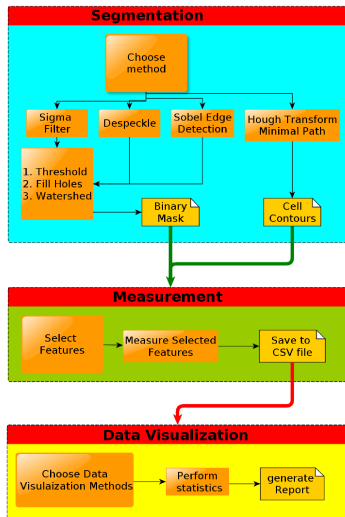 Segmentation
Choose
method
Sigma
Filter
Despeckle
Sobel Edge
Detection
Hough Transform
Minimal Path
1. Threshold
2. Fill Holes
3. Watershed
Binary
Mask
Cell
Contours
Measurement
Select
Features
Measure Selected
Features
Save to
CSV file
Data Visualization
Choose Data
Visulaization Methods
Perform
statistics
generate
Report